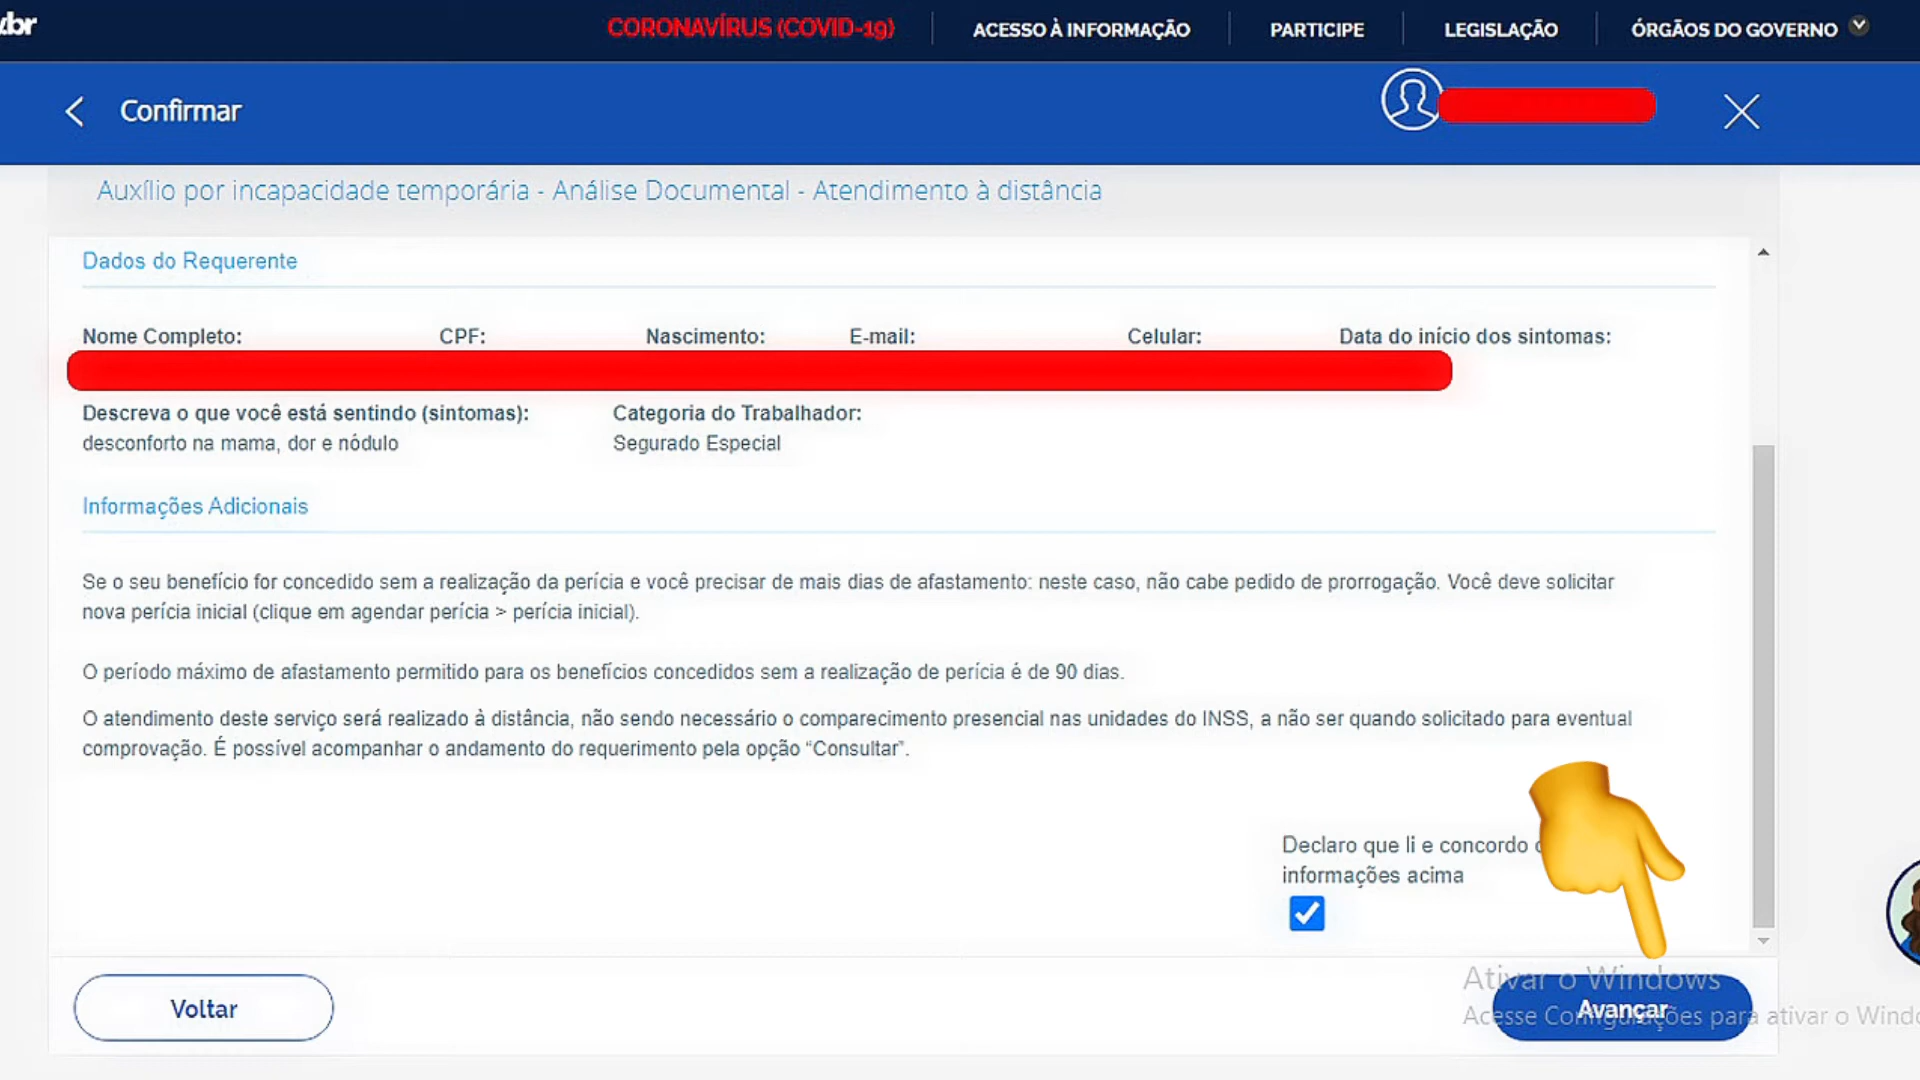 .br
CORONAVÍRUS (COVID-19)
ACESSO À INFORMAÇÃO
PARTICIPE
LEGISLAÇÃO
ÓRGÃOS DO GOVERNO
Confirmar
Auxílio por incapacidade temporária - Análise Documental - Atendimento à distância
Dados do Requerente
Nome Completo: CPF: Nascimento: E-mail: Celular: Data do início dos sintomas:
Descreva o que você está sentindo (sintomas): Categoria do Trabalhador:
desconforto na mama, dor e nódulo Segurado Especial
Informações Adicionais
Se o seu benefício for concedido sem a realização da perícia e você precisar de mais dias de afastamento: neste caso, não cabe pedido de prorrogação. Você deve solicitar
nova perícia inicial (clique em agendar perícia > perícia inicial).
O período máximo de afastamento permitido para os benefícios concedidos sem a realização de perícia é de 90 dias.
O atendimento deste serviço será realizado à distância, não sendo necessário o comparecimento presencial nas unidades do INSS, a não ser quando solicitado para eventual
comprovação. É possível acompanhar o andamento do requerimento pela opção “Consultar”.
Declaro que li e concordo
informações acima
Voltar
Avançar
Ativar o Windows
Acesse Configurações para ativar o Windo